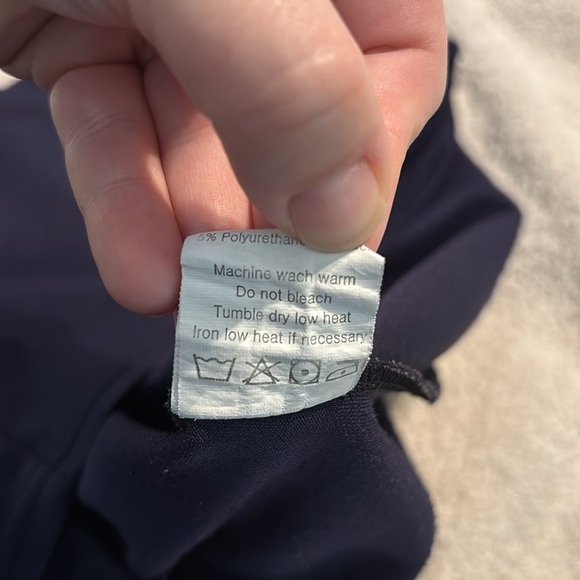 5% Polyurethan
Machine wach warm
Do not bleach
Tumble dry low heat
Iron low heat if necessary